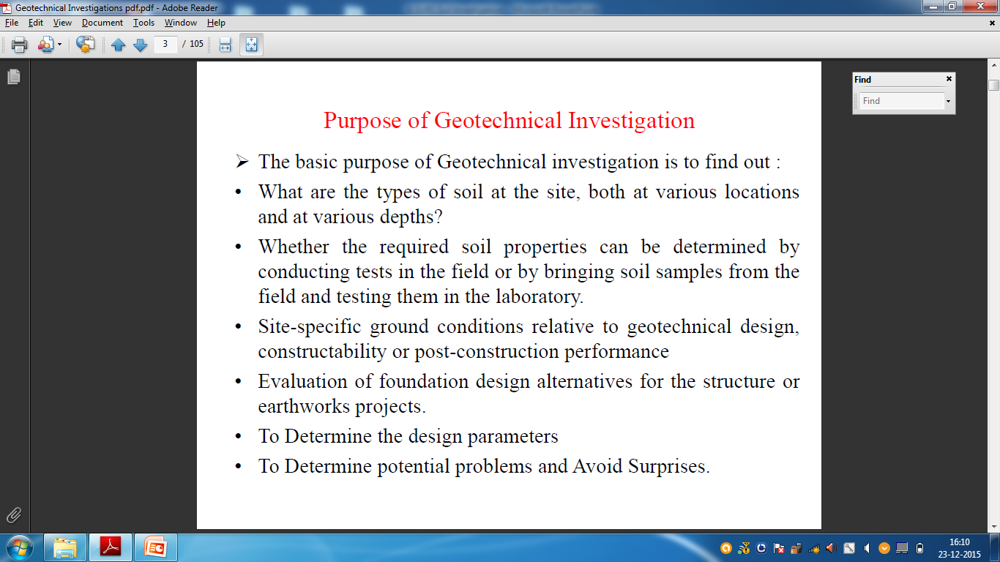 Geotechnical Investigations pdf.pdf - Adobe Reader
File Edit View Document Tools Window Help
3 / 105
Find
Find
Purpose of Geotechnical Investigation
➢ The basic purpose of Geotechnical investigation is to find out :
• What are the types of soil at the site, both at various locations
and at various depths?
• Whether the required soil properties can be determined by
conducting tests in the field or by bringing soil samples from the
field and testing them in the laboratory.
• Site-specific ground conditions relative to geotechnical design,
constructability or post-construction performance
• Evaluation of foundation design alternatives for the structure or
earthworks projects.
• To Determine the design parameters
• To Determine potential problems and Avoid Surprises.
16:10
23-12-2015